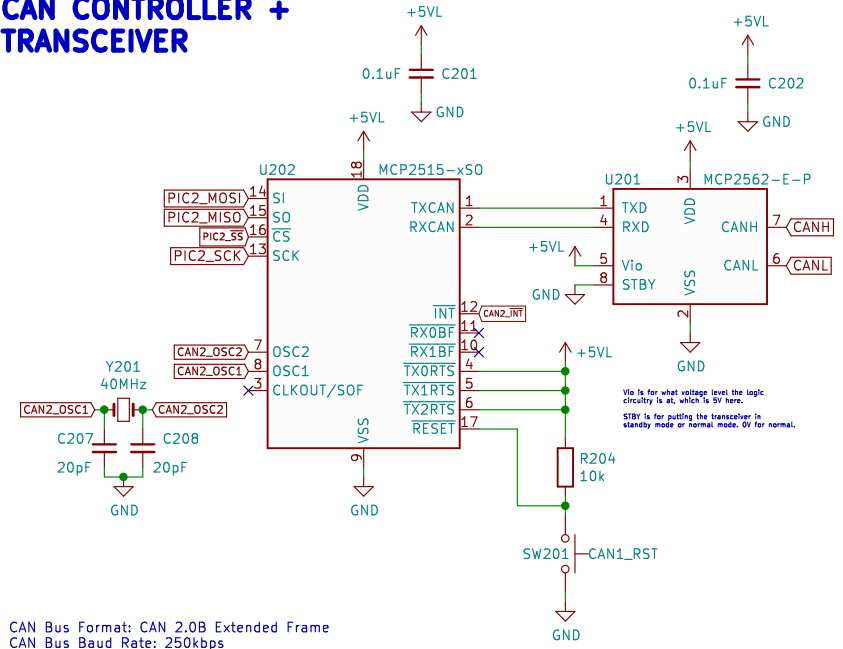 CAN CONTROLLER +
TRANSCEIVER
+5VL
0.1uF C201
GND
+5VL
0.1uF C202
GND
+5VL
U202 MCP2515-xSO
18
VDD
PIC2_MOSI 14 SI
PIC2_MISO 15 SO
PIC2_SS 16 CS
PIC2_SCK 13 SCK
TXCAN 1
RXCAN 2
INT 12 CAN2_INT
RX0BF 11
RX1BF 10
TX0RTS 4
TX1RTS 5
TX2RTS 6
RESET 17
CAN2_OSC2 7 OSC2
CAN2_OSC1 8 OSC1
3 CLKOUT/SOF
VSS
9
GND
+5VL
U201 MCP2562-E-P
3
VDD
1 TXD
4 RXD
+5VL
5 Vio
GND 8 STBY
CANH 7 CANH
CANL 6 CANL
VSS
2
GND
Y201
40MHz
CAN2_OSC1 CAN2_OSC2
C207 C208
20pF 20pF
GND
+5VL
R204
10k
SW201 CAN1_RST
GND
Vio is for what voltage level the logic
circuitry is at, which is 5V here.
STBY is for putting the transceiver in
standby mode or normal mode. 0V for normal.
CAN Bus Format: CAN 2.0B Extended Frame
CAN Bus Baud Rate: 250kbps